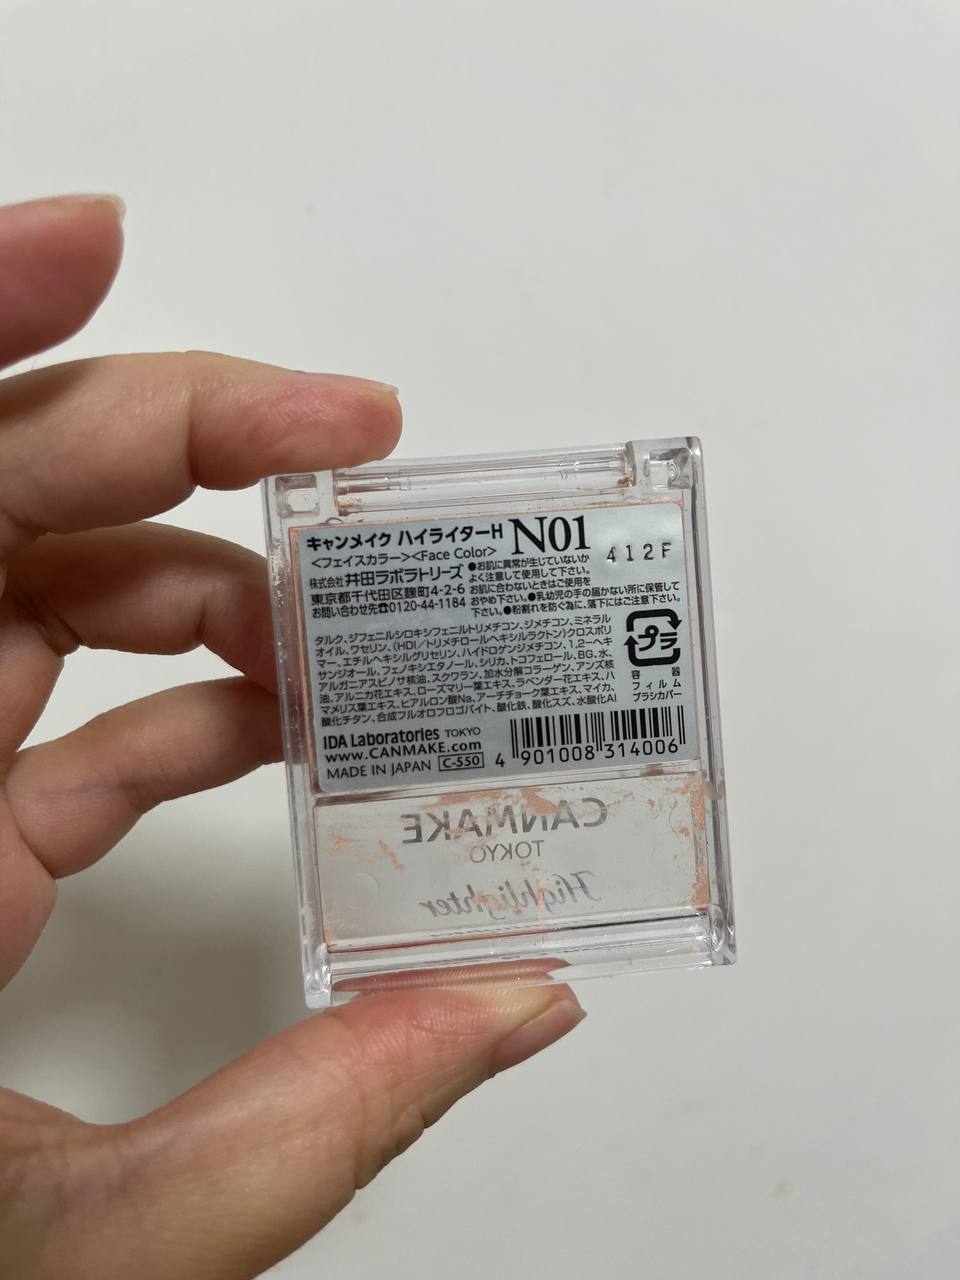 キャンメイク ハイライターH N01
<フェイスカラー><Face Color>
株式会社 井田ラボラトリーズ
東京都千代田区麹町4-2-6
お問い合わせ先☎0120-44-1184
●お肌に異常が生じていないか
よく注意して使用して下さい。
お肌に合わないときはご使用を
おやめ下さい。●乳幼児の手の届かない所に保管して
下さい。●粉割れを防ぐ為に、落下にはご注意下さい。
412F
タルク、ジフェニルシロキシフェニルトリメチコン、ジメチコン、ミネラル
オイル、ワセリン、(HDI/トリメチロールヘキシルラクトン)クロスポリ
マー、エチルヘキシルグリセリン、ハイドロゲンジメチコン、1,2-ヘキ
サンジオール、フェノキシエタノール、シリカ、トコフェロール、BG、水、
アルガニアスピノサ核油、スクワラン、加水分解コラーゲン、アンズ核
油、アルニカ花エキス、ローズマリー葉エキス、ラベンダー花エキス、ハ
マメリス葉エキス、ヒアルロン酸Na、アーチチョーク葉エキス、マイカ、
酸化チタン、合成フルオロフロゴパイト、酸化鉄、酸化スズ、水酸化Al
プラ
容器
フィルム
ブラシカバー
IDA Laboratories TOKYO
www.CANMAKE.com
MADE IN JAPAN C-550
4 901008 314006
CANMAKE
TOKYO
Highlighter